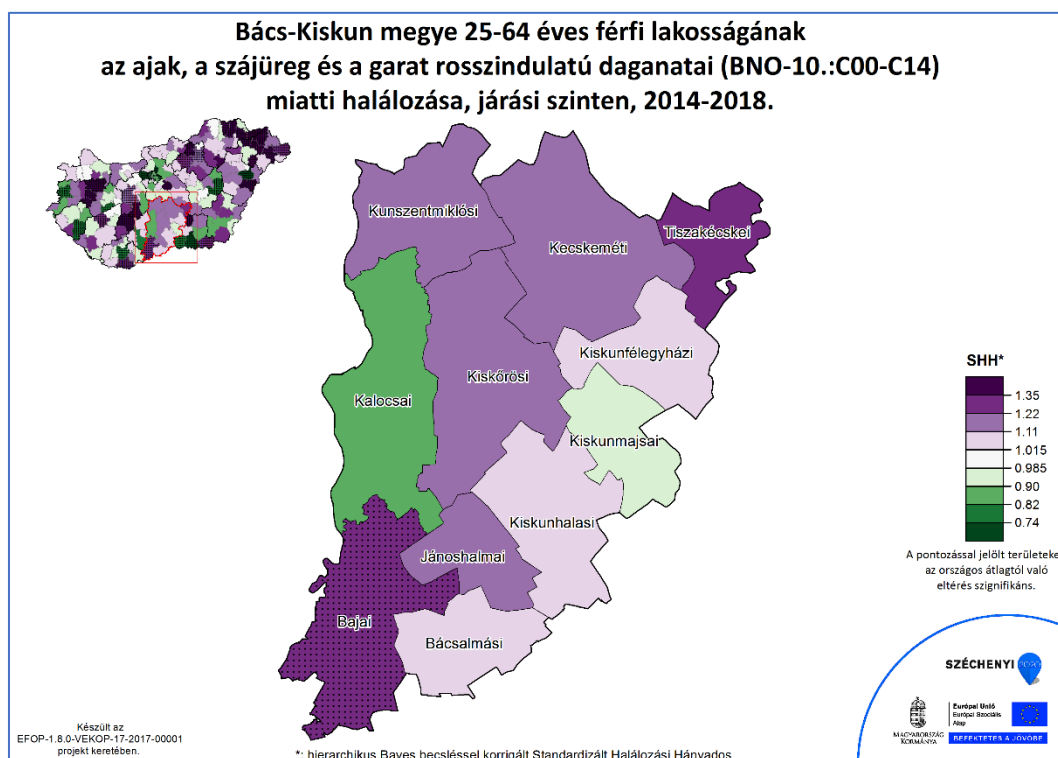 Bács-Kiskun megye 25-64 éves férfi lakosságának
az ajak, a szájüreg és a garat rosszindulatú daganatai (BNO-10.:C00-C14)
miatti halálozása, járási szinten, 2014-2018.
Kunszentmiklósi
Kecskeméti
Tiszakécskei
Kiskunfélegyházi
Kiskőrösi
Kalocsai
Kiskunmajsai
Kiskunhalasi
Jánoshalmai
Bajai
Bácsalmási
SHH*
1.35
1.22
1.11
1.015
0.985
0.90
0.82
0.74
A pontozással jelölt területeke
az országos átlagtól való
eltérés szignifikáns.
SZÉCHENYI 2020
MAGYARORSZÁG
KORMÁNYA
Európai Unió
Európai Szociális
Alap
BEFEKTETÉS A JÖVŐBE
Készült az
EFOP-1.8.0-VEKOP-17-2017-00001
projekt keretében.
*: hierarchikus Bayes becsléssel korrigált Standardizált Halálozási Hányados